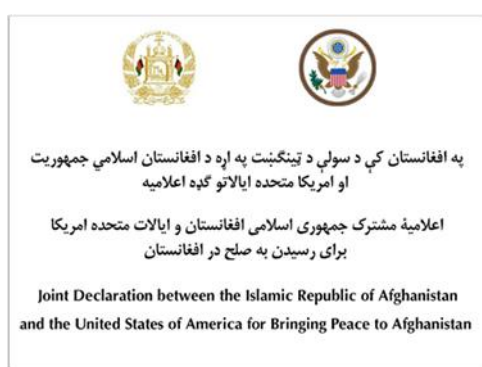 په افغانستان کې د سولې د ټینګښت په اړه د افغانستان اسلامي جمهوریت
او امریکا متحده ایالاتو ګډه اعلامیه
اعلامیهٔ مشترک جمهوری اسلامی افغانستان و ایالات متحده امریکا
برای رسیدن به صلح در افغانستان
Joint Declaration between the Islamic Republic of Afghanistan
and the United States of America for Bringing Peace to Afghanistan